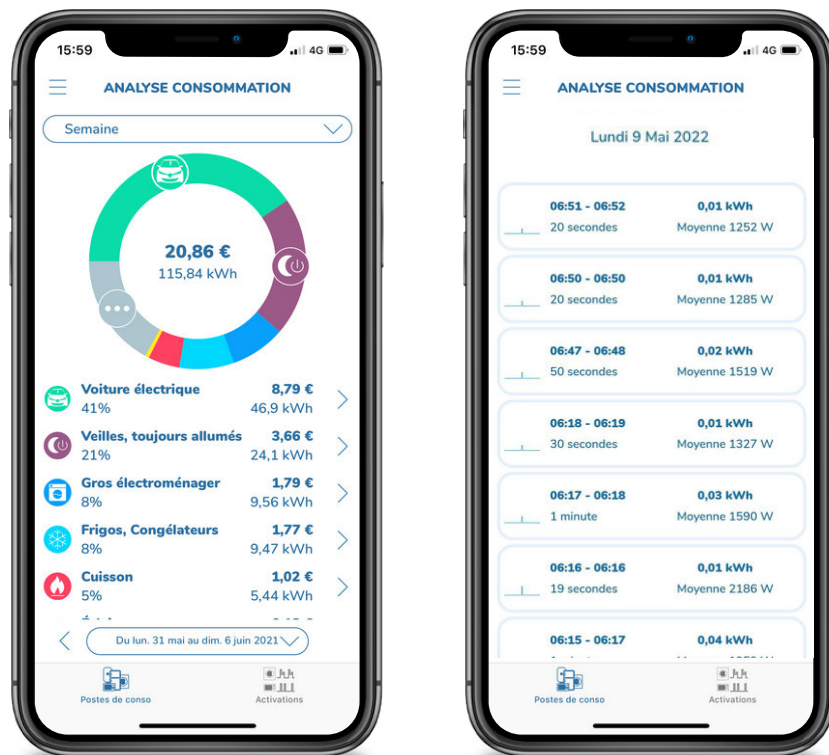 15:59
4G
ANALYSE CONSOMMATION
Semaine
20,86 €
115,84 kWh
Voiture électrique 8,79 €
41% 46,9 kWh
Veilles, toujours allumés 3,66 €
21% 24,1 kWh
Gros électroménager 1,79 €
8% 9,56 kWh
Frigos, Congélateurs 1,77 €
8% 9,47 kWh
Cuisson 1,02 €
5% 5,44 kWh
Du lun. 31 mai au dim. 6 juin 2021
Postes de conso Activations
15:59
4G
ANALYSE CONSOMMATION
Lundi 9 Mai 2022
06:51 - 06:52 0,01 kWh
20 secondes Moyenne 1252 W
06:50 - 06:50 0,01 kWh
20 secondes Moyenne 1285 W
06:47 - 06:48 0,02 kWh
50 secondes Moyenne 1519 W
06:18 - 06:19 0,01 kWh
30 secondes Moyenne 1327 W
06:17 - 06:18 0,03 kWh
1 minute Moyenne 1590 W
06:16 - 06:16 0,01 kWh
19 secondes Moyenne 2186 W
06:15 - 06:17 0,04 kWh
Postes de conso Activations